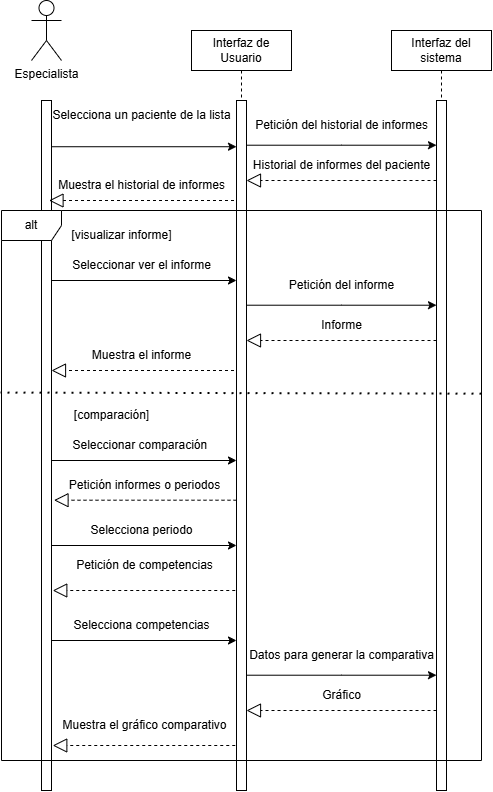 Especialista
Interfaz de
Usuario
Interfaz del
sistema
Selecciona un paciente de la lista
Petición del historial de informes
Historial de informes del paciente
Muestra el historial de informes
alt
[visualizar informe]
Seleccionar ver el informe
Petición del informe
Informe
Muestra el informe
[comparación]
Seleccionar comparación
Petición informes o periodos
Selecciona periodo
Petición de competencias
Selecciona competencias
Datos para generar la comparativa
Gráfico
Muestra el gráfico comparativo